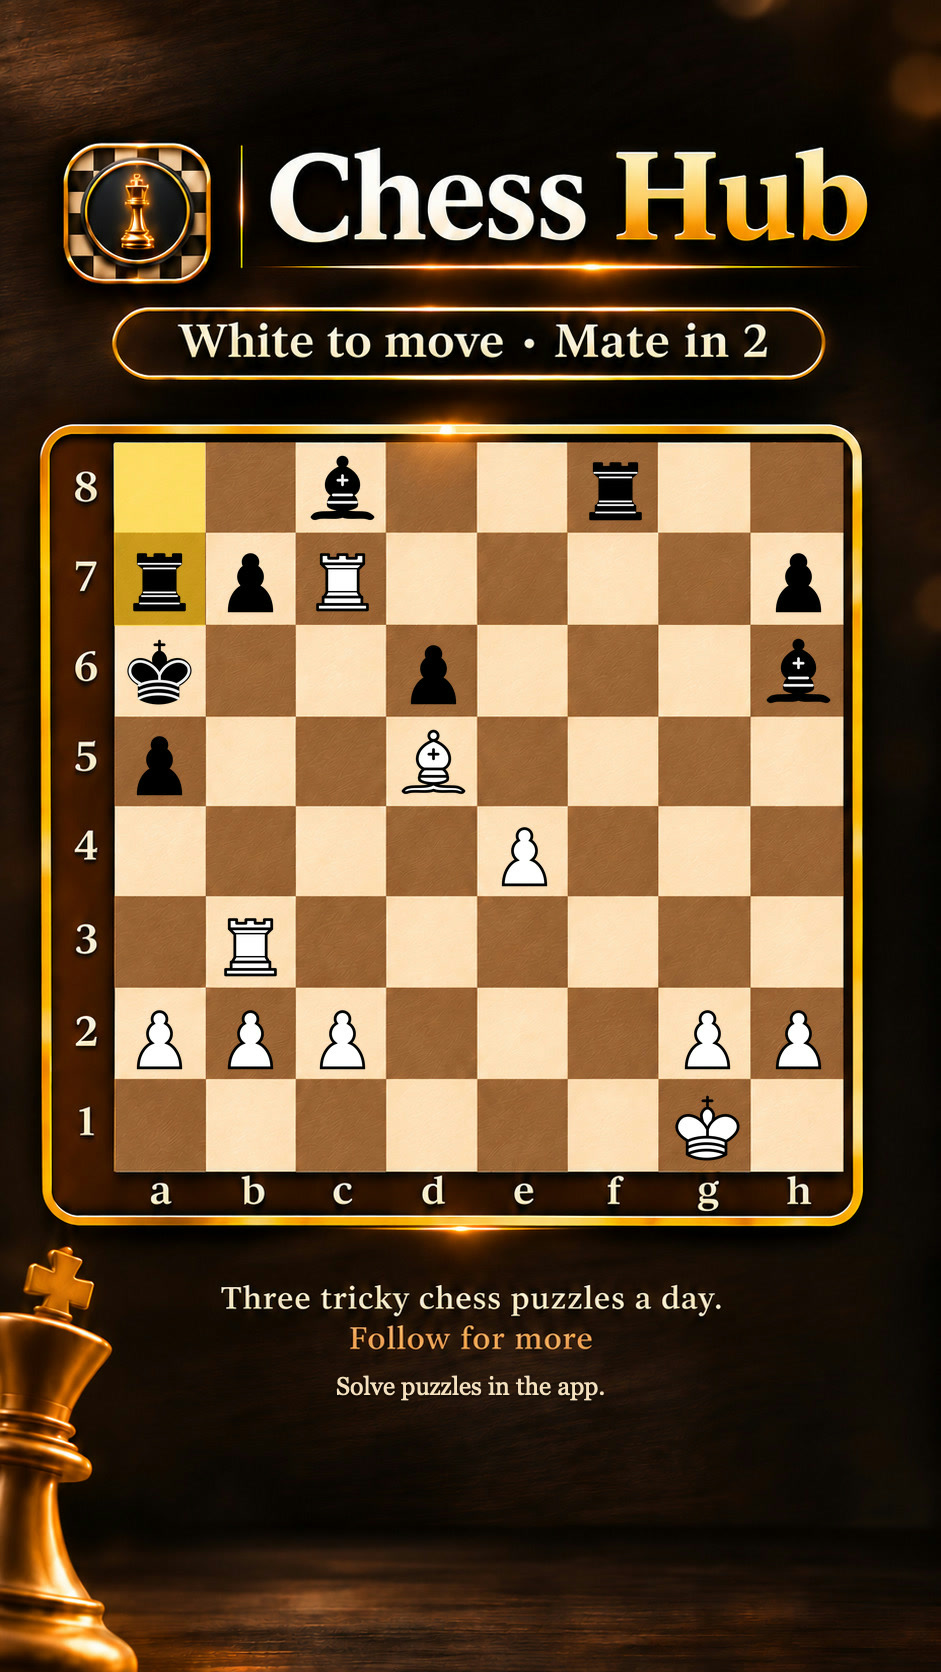 Chess Hub
White to move • Mate in 2
8
7
6
5
4
3
2
1
a b c d e f g h
Three tricky chess puzzles a day.
Follow for more
Solve puzzles in the app.